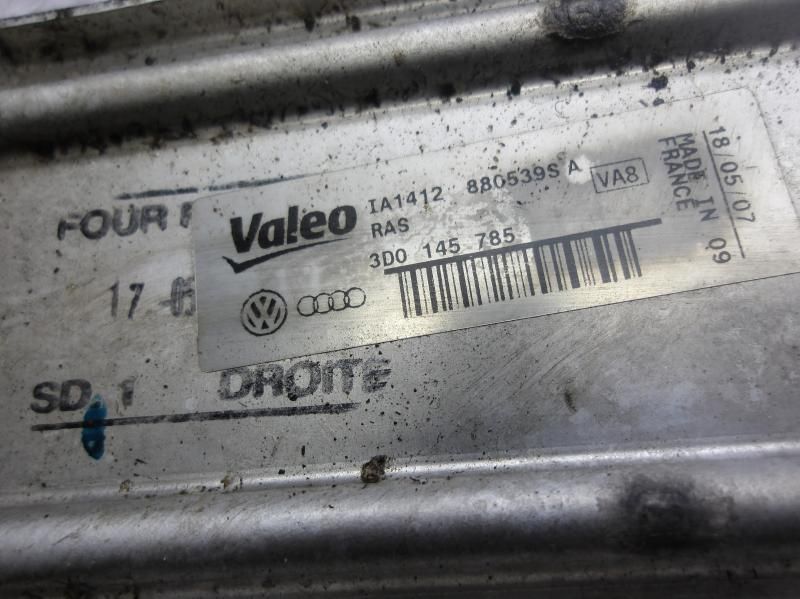 Valeo
IA1412 880539S A VA8
RAS
3D0 145 785
18/05/07
MADE IN 09
FRANCE
FOUR
17
SD.1 DROITE